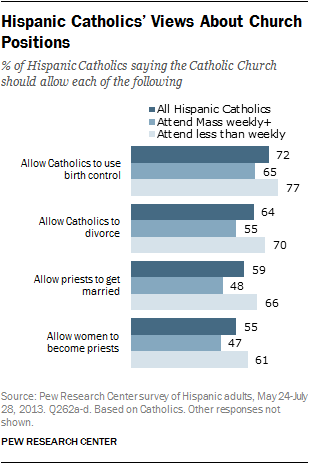 Hispanic Catholics' Views About Church
Positions
% of Hispanic Catholics saying the Catholic Church
should allow each of the following
All Hispanic Catholics
Attend Mass weekly+
Attend less than weekly
Allow Catholics to use
birth control
72
65
77
Allow Catholics to
divorce
64
55
70
Allow priests to get
married
59
48
66
Allow women to
become priests
55
47
61
Source: Pew Research Center survey of Hispanic adults, May 24-July
28, 2013. Q262a-d. Based on Catholics. Other responses not
shown.
PEW RESEARCH CENTER